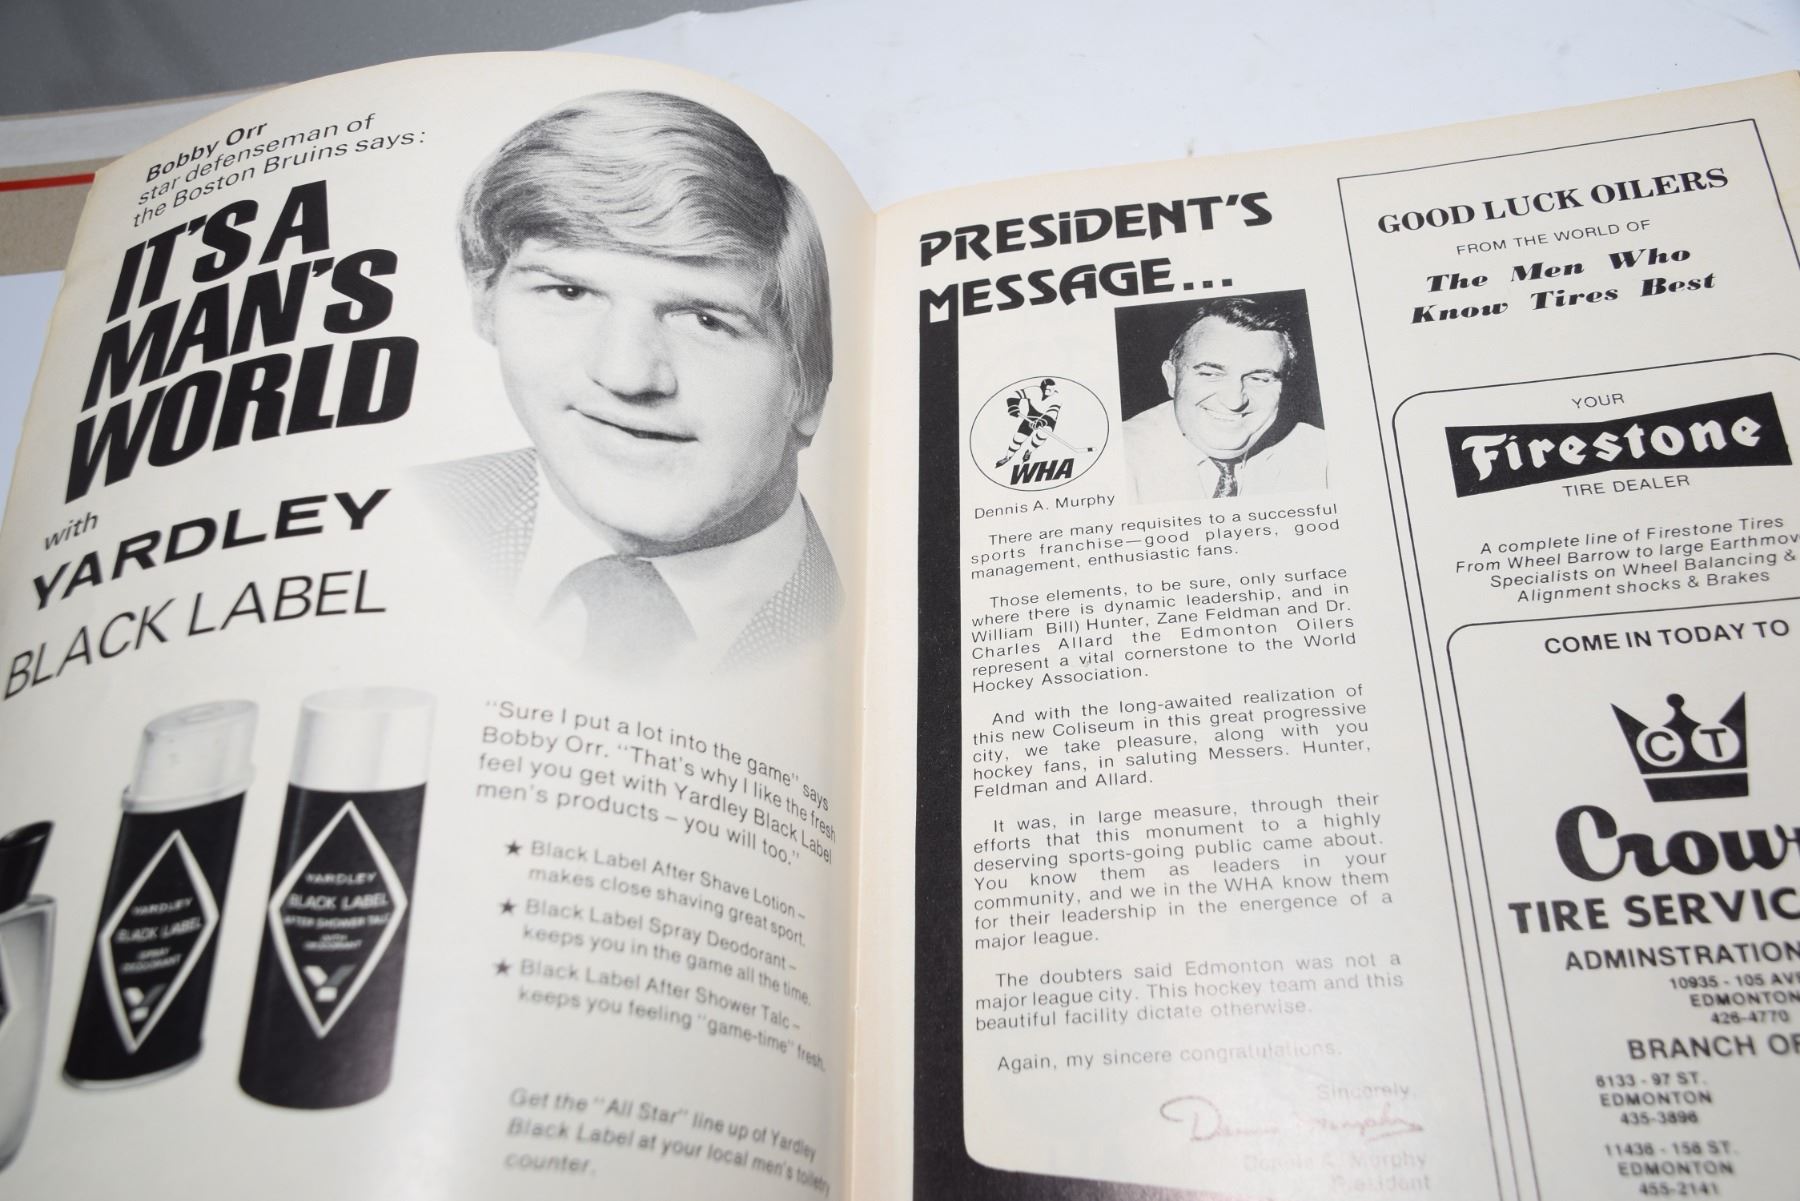 Bobby Orr
star defenseman of
the Boston Bruins says:
IT'S A
MAN'S
WORLD
with
YARDLEY
BLACK LABEL
YARDLEY
BLACK LABEL
SPRAY
DEODORANT
YARDLEY
BLACK LABEL
AFTER SHOWER TALC
WITH
DEODORANT
"Sure I put a lot into the game" says
Bobby Orr. "That's why I like the fresh
feel you get with Yardley Black Label
men's products – you will too."
★ Black Label After Shave Lotion –
makes close shaving great sport.
★ Black Label Spray Deodorant –
keeps you in the game all the time.
★ Black Label After Shower Talc –
keeps you feeling "game-time" fresh.
Get the "All Star" line up of Yardley
Black Label at your local men's toiletry
counter.
PRESIDENT'S
MESSAGE...
WHA
Dennis A. Murphy
There are many requisites to a successful
sports franchise—good players, good
management, enthusiastic fans.
Those elements, to be sure, only surface
where there is dynamic leadership, and in
William Bill) Hunter, Zane Feldman and Dr.
Charles Allard the Edmonton Oilers
represent a vital cornerstone to the World
Hockey Association.
And with the long-awaited realization of
this new Coliseum in this great progressive
city, we take pleasure, along with you
hockey fans, in saluting Messers. Hunter,
Feldman and Allard.
It was, in large measure, through their
efforts that this monument to a highly
deserving sports-going public came about.
You know them as leaders in your
community, and we in the WHA know them
for their leadership in the energence of a
major league.
The doubters said Edmonton was not a
major league city. This hockey team and this
beautiful facility dictate otherwise.
Again, my sincere congratulations.
Sincerely,
Dennis A. Murphy
President
GOOD LUCK OILERS
FROM THE WORLD OF
The Men Who
Know Tires Best
YOUR
Firestone
TIRE DEALER
A complete line of Firestone Tires
From Wheel Barrow to large Earthmov
Specialists on Wheel Balancing &
Alignment shocks & Brakes
COME IN TODAY TO
CT
Crow
TIRE SERVIC
ADMINSTRATION
10935 - 105 AVE
EDMONTON
426-4770
BRANCH OF
8133 - 97 ST.
EDMONTON
435-3898
11436 - 156 ST.
EDMONTON
455-2141